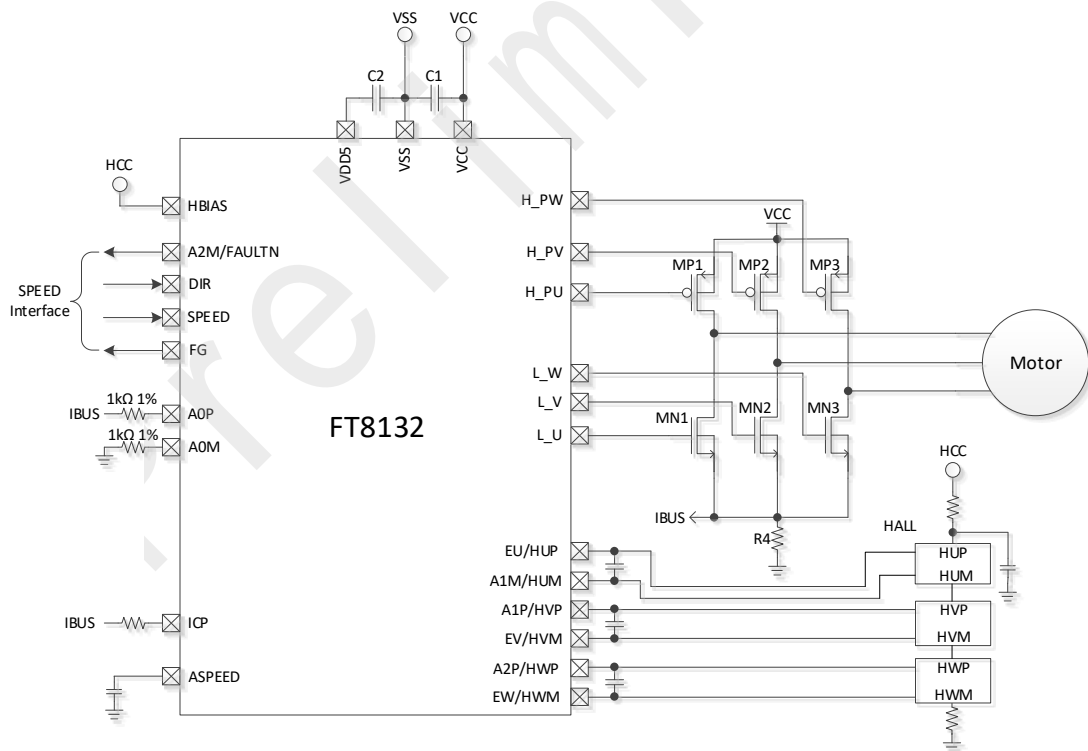 VSS
VCC
C2
C1
VDD5
VSS
VCC
HCC
HBIAS
A2M/FAULTN
DIR
SPEED
Interface
SPEED
FG
1kΩ 1%
IBUS
A0P
1kΩ 1%
A0M
FT8132
IBUS
ICP
ASPEED
H_PW
H_PV
H_PU
L_W
L_V
L_U
VCC
MP1
MP2
MP3
Motor
MN1
MN2
MN3
IBUS
R4
HCC
HALL
EU/HUP
A1M/HUM
A1P/HVP
EV/HVM
A2P/HWP
EW/HWM
HUP
HUM
HVP
HVM
HWP
HWM
relim